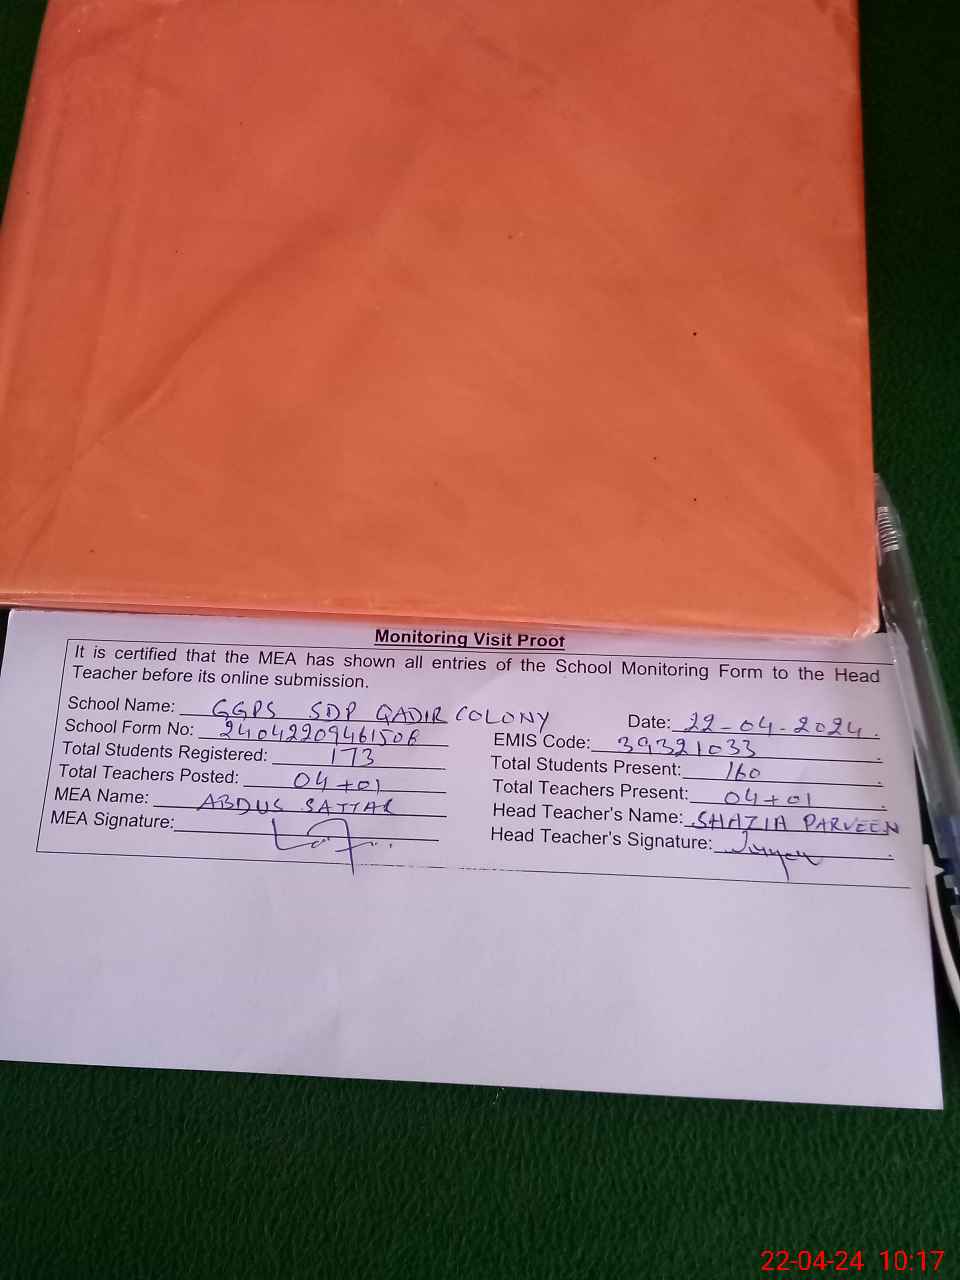 Monitoring Visit Proof
It is certified that the MEA has shown all entries of the School Monitoring Form to the Head
Teacher before its online submission.
School Name: GGPS SDP QADIR COLONY Date: 22-04-2024.
School Form No: 24042209461508 EMIS Code: 39321033
Total Students Registered: 173 Total Students Present: 160
Total Teachers Posted: 04+01 Total Teachers Present: 04+01
MEA Name: ABDUS SATTAR Head Teacher's Name: SHAZIA PARVEEN
MEA Signature: Head Teacher's Signature:
22-04-24 10:17